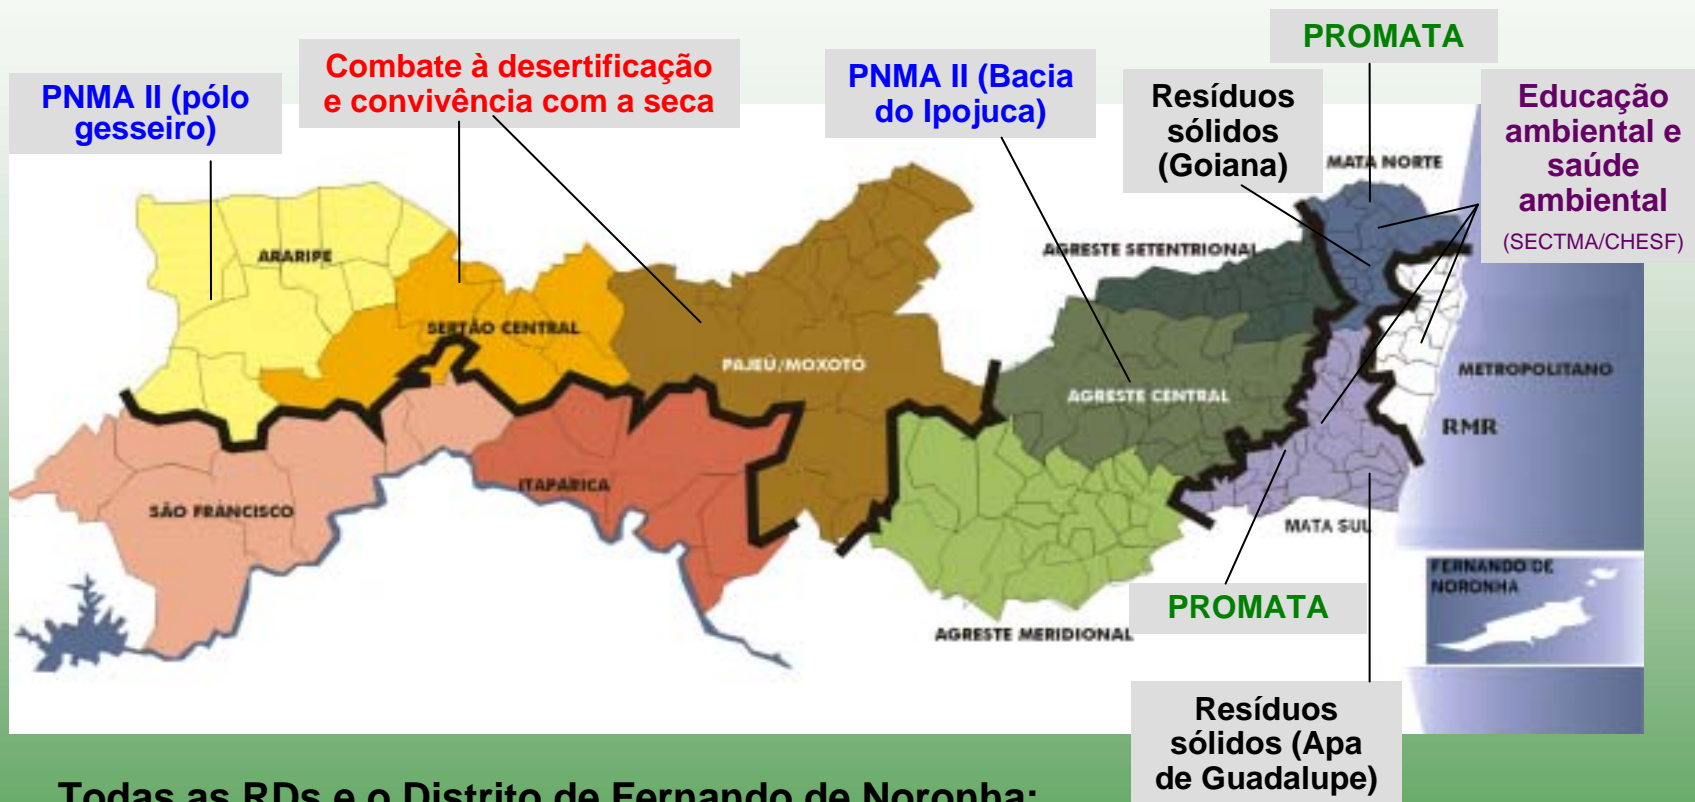 PROMATA
Combate à desertificação
e convivência com a seca
PNMA II (pólo
gesseiro)
PNMA II (Bacia
do Ipojuca)
Resíduos
sólidos
(Goiana)
Educação
ambiental e
saúde
ambiental
(SECTMA/CHESF)
MATA NORTE
ARARIPE
AGRESTE SETENTRIONAL
SERTÃO CENTRAL
PAJEÚ/MOXOTÓ
METROPOLITANO
AGRESTE CENTRAL
RMR
ITAPARICA
SÃO FRANCISCO
MATA SUL
FERNANDO DE
NORONHA
PROMATA
AGRESTE MERIDIONAL
Resíduos
sólidos (Apa
de Guadalupe)
Todas as RDs e o Distrito de Fernando de Noronha: